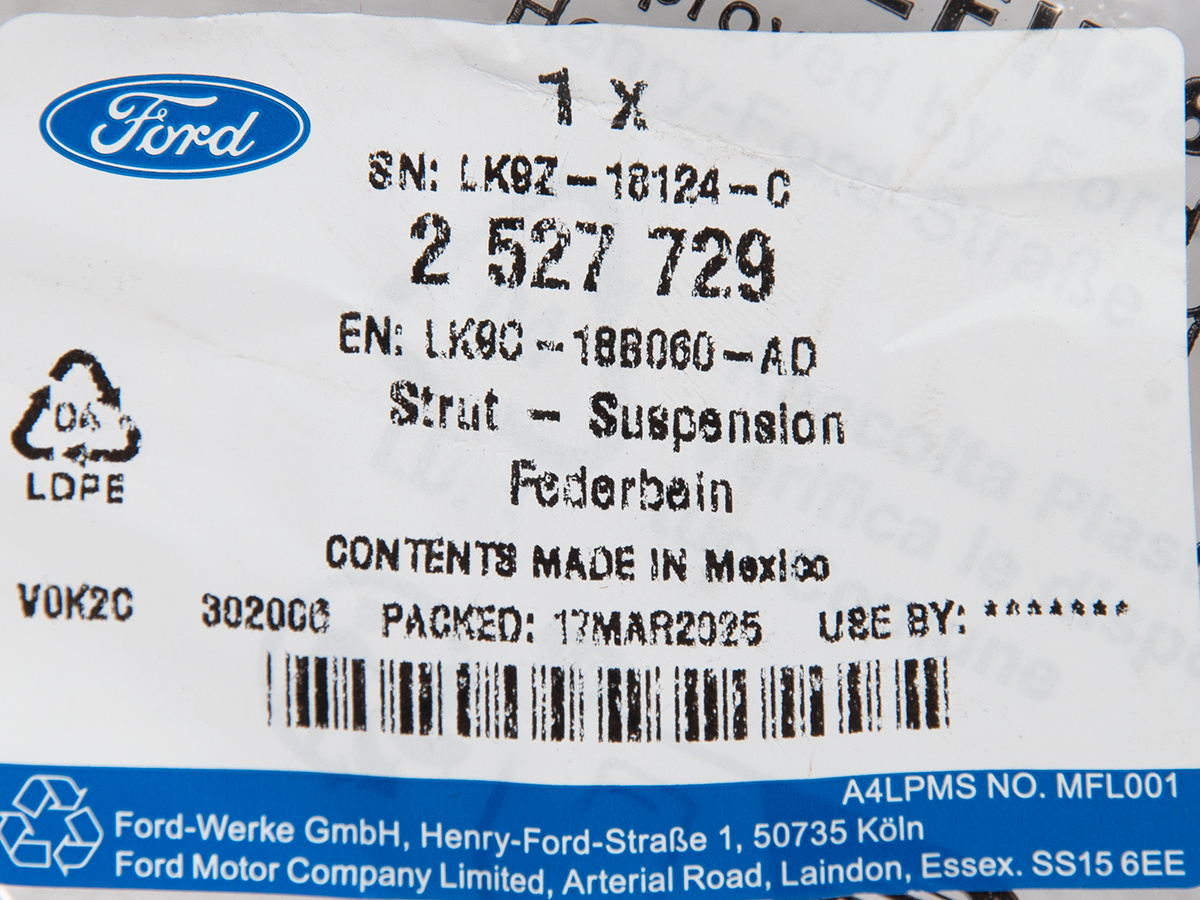 Ford
1 x
SN: LK9Z-18124-C
2 527 729
EN: LK9C-18B060-AD
Strut - Suspension
Federbein
04
LDPE
CONTENTS MADE IN Mexico
V0K2C 302006 PACKED: 17MAR2025 USE BY: *******
A4LPMS NO. MFL001
Ford-Werke GmbH, Henry-Ford-Straße 1, 50735 Köln
Ford Motor Company Limited, Arterial Road, Laindon, Essex. SS15 6EE